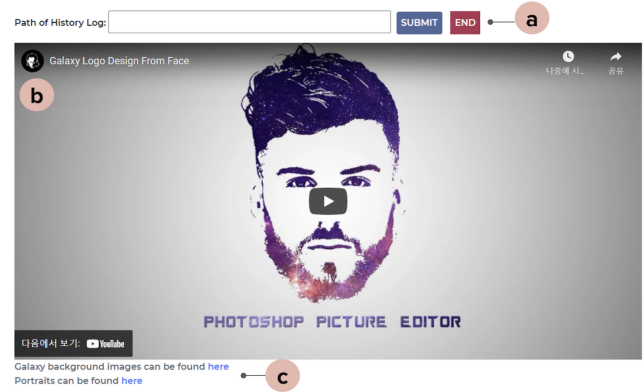 Path of History Log: SUBMIT END a
Galaxy Logo Design From Face
나중에 시... 공유
b
PHOTOSHOP PICTURE EDITOR
다음에서 보기: YouTube
Galaxy background images can be found here
Portraits can be found here
c